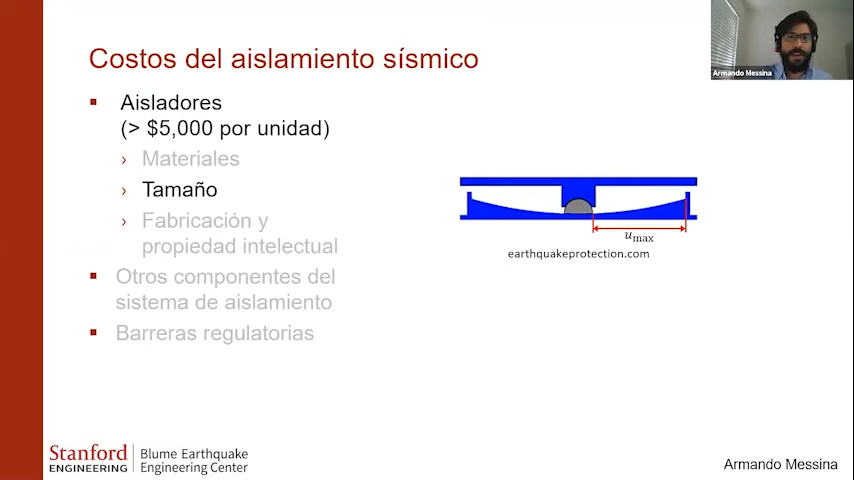 Costos del aislamiento sísmico
Armando Messina
Aisladores
(> $5,000 por unidad)
Materiales
Tamaño
Fabricación y
propiedad intelectual
Otros componentes del
sistema de aislamiento
Barreras regulatorias
u max
earthquakeprotection.com
Stanford
ENGINEERING
Blume Earthquake
Engineering Center
Armando Messina